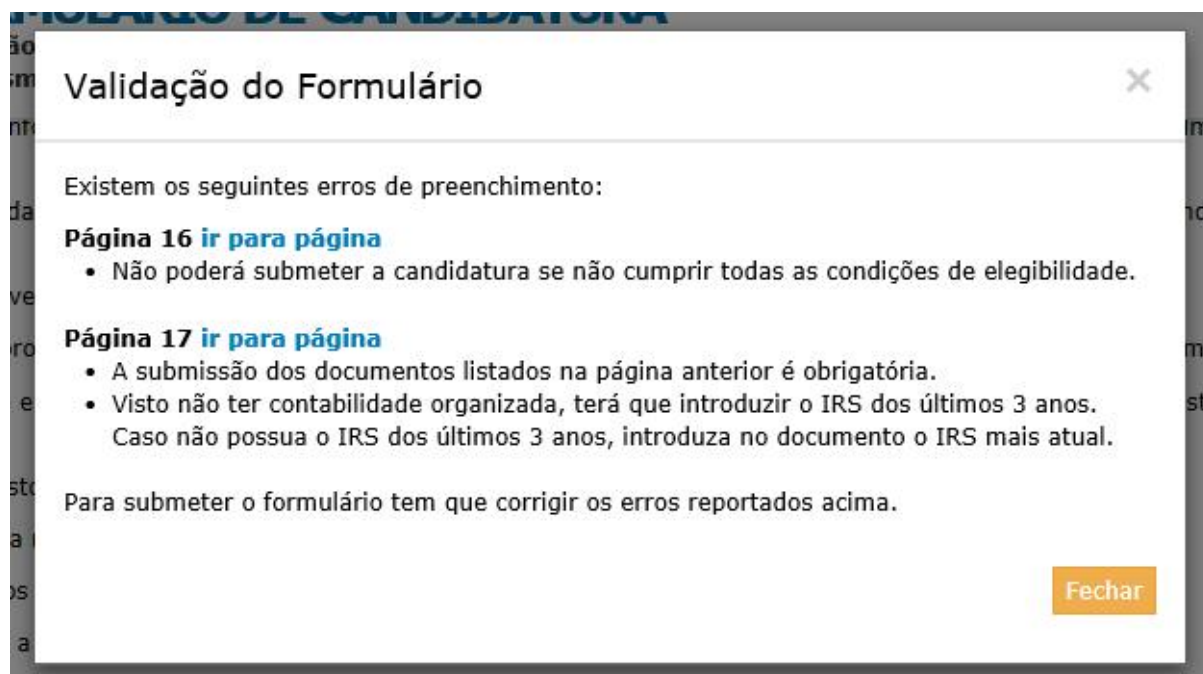 FORMULÁRIO DE CANDIDATURA
Validação do Formulário
Existem os seguintes erros de preenchimento:
Página 16 ir para página
• Não poderá submeter a candidatura se não cumprir todas as condições de elegibilidade.
Página 17 ir para página
• A submissão dos documentos listados na página anterior é obrigatória.
• Visto não ter contabilidade organizada, terá que introduzir o IRS dos últimos 3 anos.
Caso não possua o IRS dos últimos 3 anos, introduza no documento o IRS mais atual.
Para submeter o formulário tem que corrigir os erros reportados acima.
Fechar